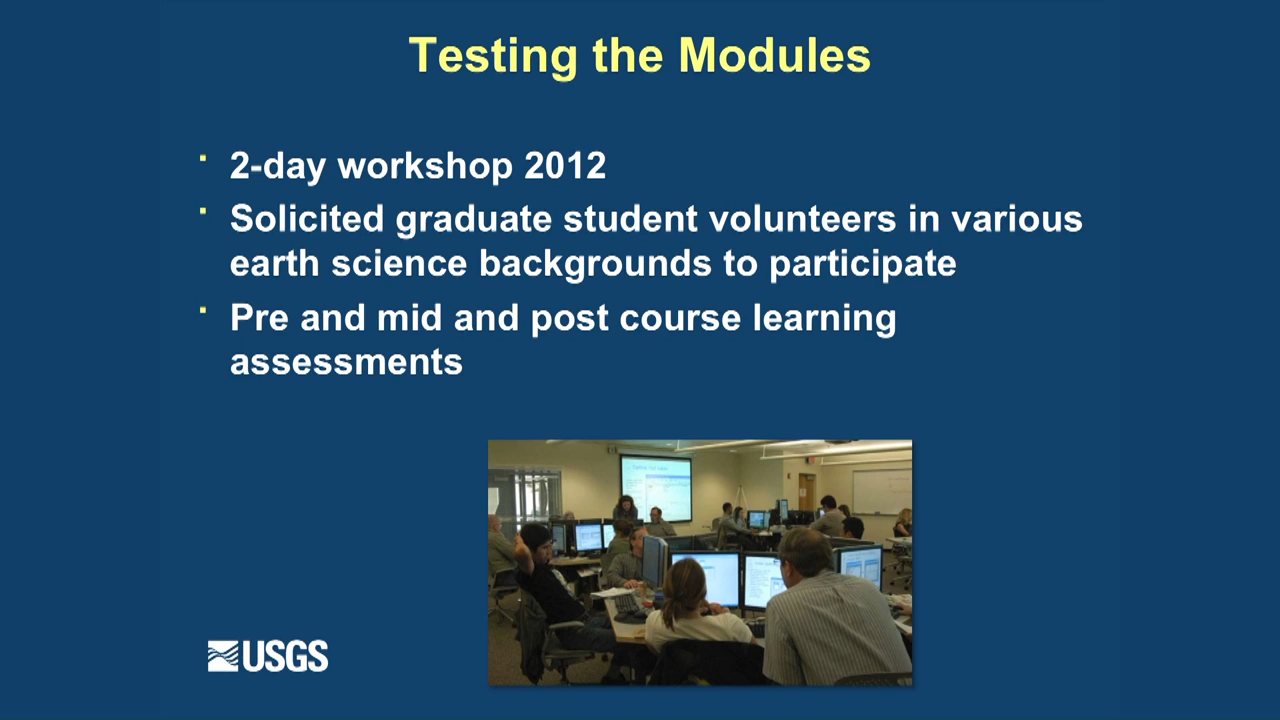 Testing the Modules
2-day workshop 2012
Solicited graduate student volunteers in various
earth science backgrounds to participate
Pre and mid and post course learning
assessments
USGS